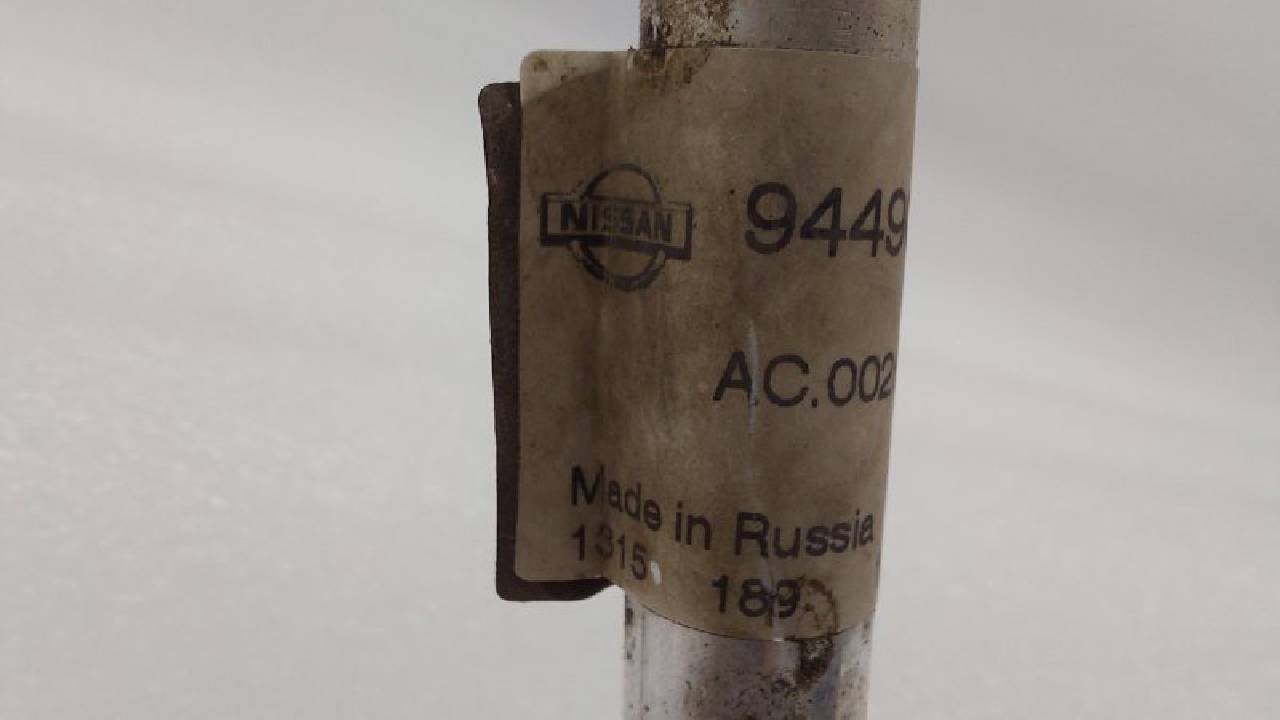 NISSAN
9449
AC.002
Made in Russia
1315 189